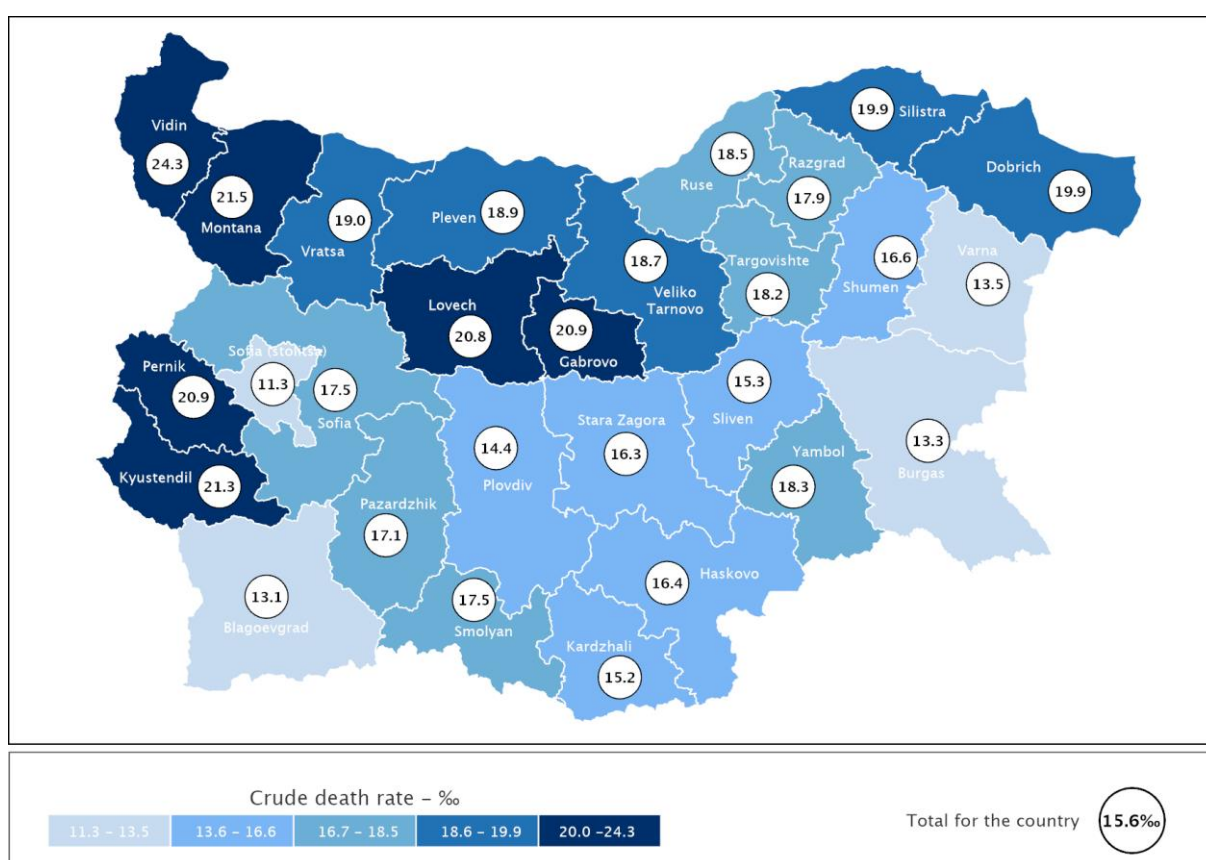 Vidin
24.3
21.5
Montana
19.0
Vratsa
Pleven
18.9
18.7
Veliko
Tarnovo
Lovech
20.8
20.9
Gabrovo
18.5
Ruse
Razgrad
17.9
Targovishte
18.2
19.9
Silistra
Dobrich
19.9
16.6
Shumen
Varna
13.5
Pernik
20.9
Sofia (stolitsa)
11.3
17.5
Sofia
Kyustendil
21.3
Pazardzhik
17.1
14.4
Plovdiv
Stara Zagora
16.3
15.3
Sliven
Yambol
18.3
13.3
Burgas
13.1
Blagoevgrad
17.5
Smolyan
16.4
Haskovo
Kardzhali
15.2
Crude death rate – ‰
11.3 – 13.5
13.6 – 16.6
16.7 – 18.5
18.6 – 19.9
20.0 –24.3
Total for the country
15.6‰